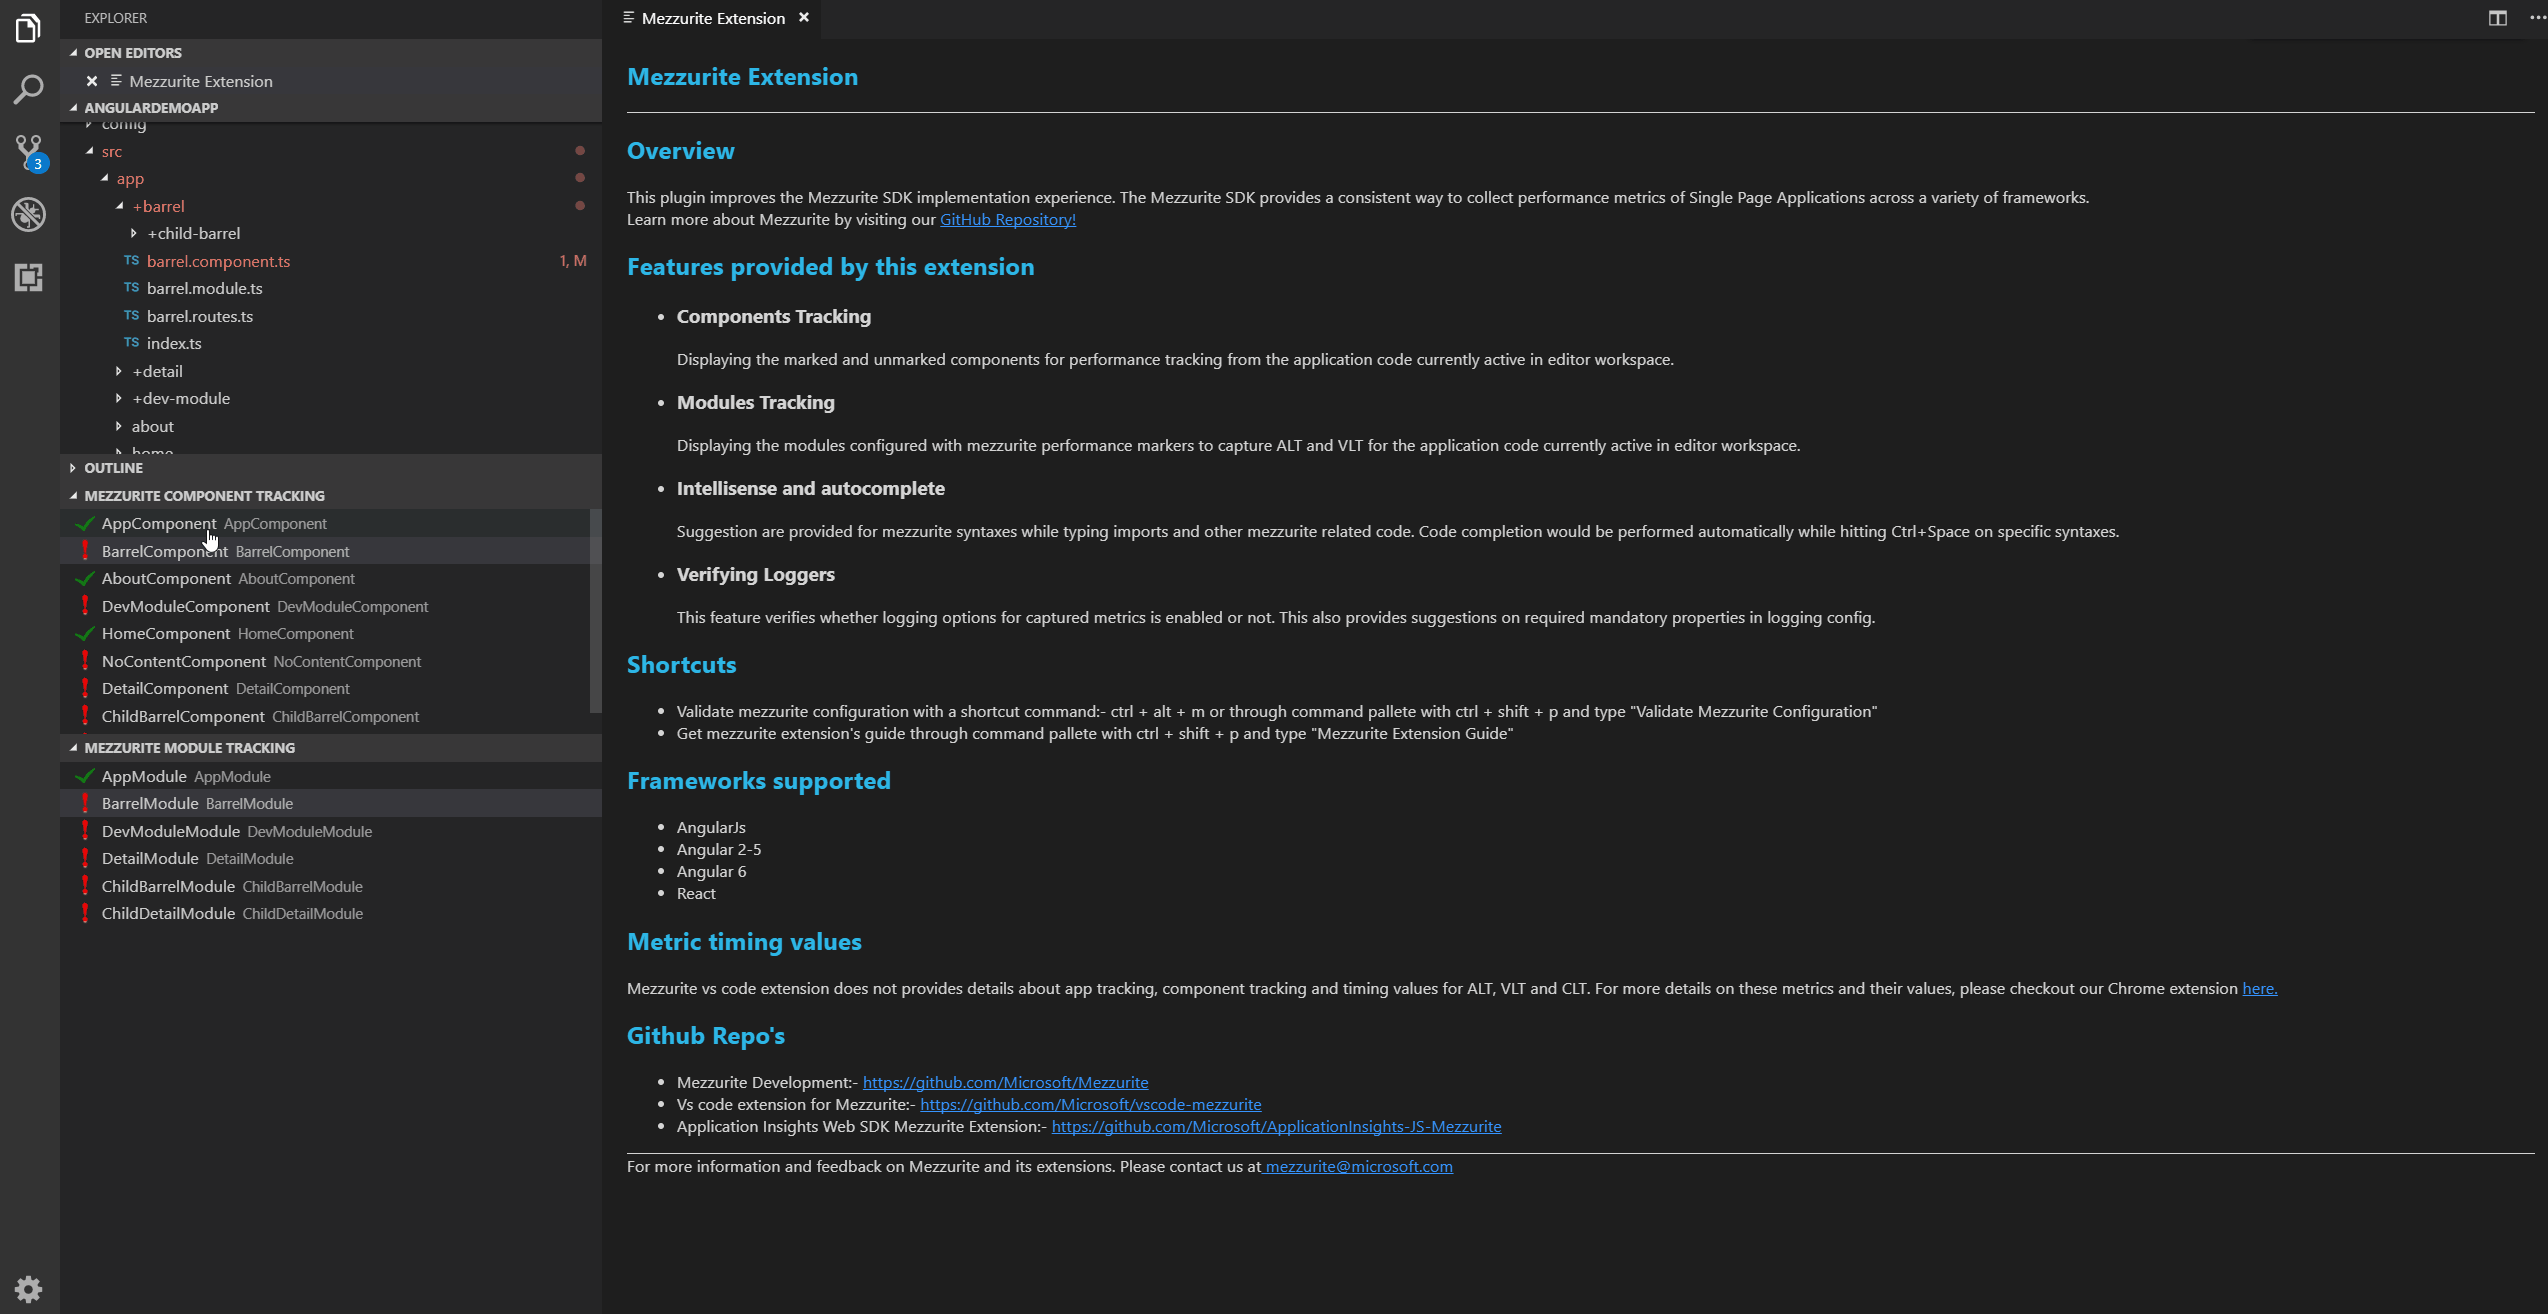 EXPLORER
OPEN EDITORS
Mezzurite Extension
ANGULARDEMOAPP
config
src
app
+barrel
+child-barrel
TS barrel.component.ts 1, M
TS barrel.module.ts
TS barrel.routes.ts
TS index.ts
+detail
+dev-module
about
home
OUTLINE
MEZZURITE COMPONENT TRACKING
AppComponent AppComponent
BarrelComponent BarrelComponent
AboutComponent AboutComponent
DevModuleComponent DevModuleComponent
HomeComponent HomeComponent
NoContentComponent NoContentComponent
DetailComponent DetailComponent
ChildBarrelComponent ChildBarrelComponent
MEZZURITE MODULE TRACKING
AppModule AppModule
BarrelModule BarrelModule
DevModuleModule DevModuleModule
DetailModule DetailModule
ChildBarrelModule ChildBarrelModule
ChildDetailModule ChildDetailModule
3
Mezzurite Extension
Mezzurite Extension
Overview
This plugin improves the Mezzurite SDK implementation experience. The Mezzurite SDK provides a consistent way to collect performance metrics of Single Page Applications across a variety of frameworks.
Learn more about Mezzurite by visiting our GitHub Repository!
Features provided by this extension
• Components Tracking
Displaying the marked and unmarked components for performance tracking from the application code currently active in editor workspace.
• Modules Tracking
Displaying the modules configured with mezzurite performance markers to capture ALT and VLT for the application code currently active in editor workspace.
• Intellisense and autocomplete
Suggestion are provided for mezzurite syntaxes while typing imports and other mezzurite related code. Code completion would be performed automatically while hitting Ctrl+Space on specific syntaxes.
• Verifying Loggers
This feature verifies whether logging options for captured metrics is enabled or not. This also provides suggestions on required mandatory properties in logging config.
Shortcuts
• Validate mezzurite configuration with a shortcut command:- ctrl + alt + m or through command pallete with ctrl + shift + p and type "Validate Mezzurite Configuration"
• Get mezzurite extension's guide through command pallete with ctrl + shift + p and type "Mezzurite Extension Guide"
Frameworks supported
• AngularJs
• Angular 2-5
• Angular 6
• React
Metric timing values
Mezzurite vs code extension does not provides details about app tracking, component tracking and timing values for ALT, VLT and CLT. For more details on these metrics and their values, please checkout our Chrome extension here.
Github Repo's
• Mezzurite Development:- https://github.com/Microsoft/Mezzurite
• Vs code extension for Mezzurite:- https://github.com/Microsoft/vscode-mezzurite
• Application Insights Web SDK Mezzurite Extension:- https://github.com/Microsoft/ApplicationInsights-JS-Mezzurite
For more information and feedback on Mezzurite and its extensions. Please contact us at mezzurite@microsoft.com